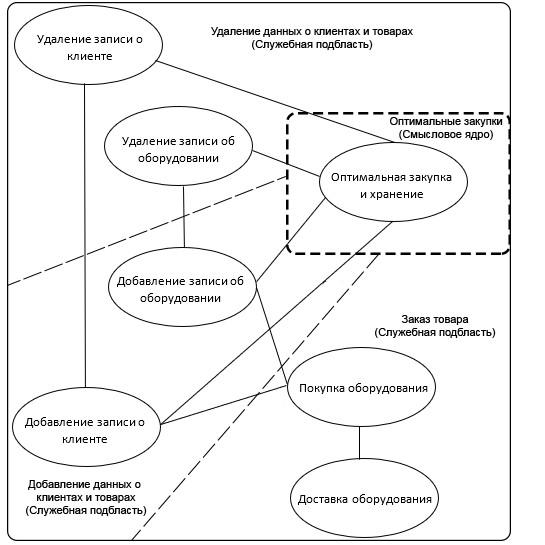 Удаление записи о
клиенте
Удаление данных о клиентах и товарах
(Служебная подбласть)
Удаление записи об
оборудовании
Оптимальные закупки
(Смысловое ядро)
Оптимальная закупка
и хранение
Добавление записи об
оборудовании
Заказ товара
(Служебная подбласть)
Покупка оборудования
Добавление записи о
клиенте
Добавление данных о
клиентах и товарах
(Служебная подбласть)
Доставка оборудования